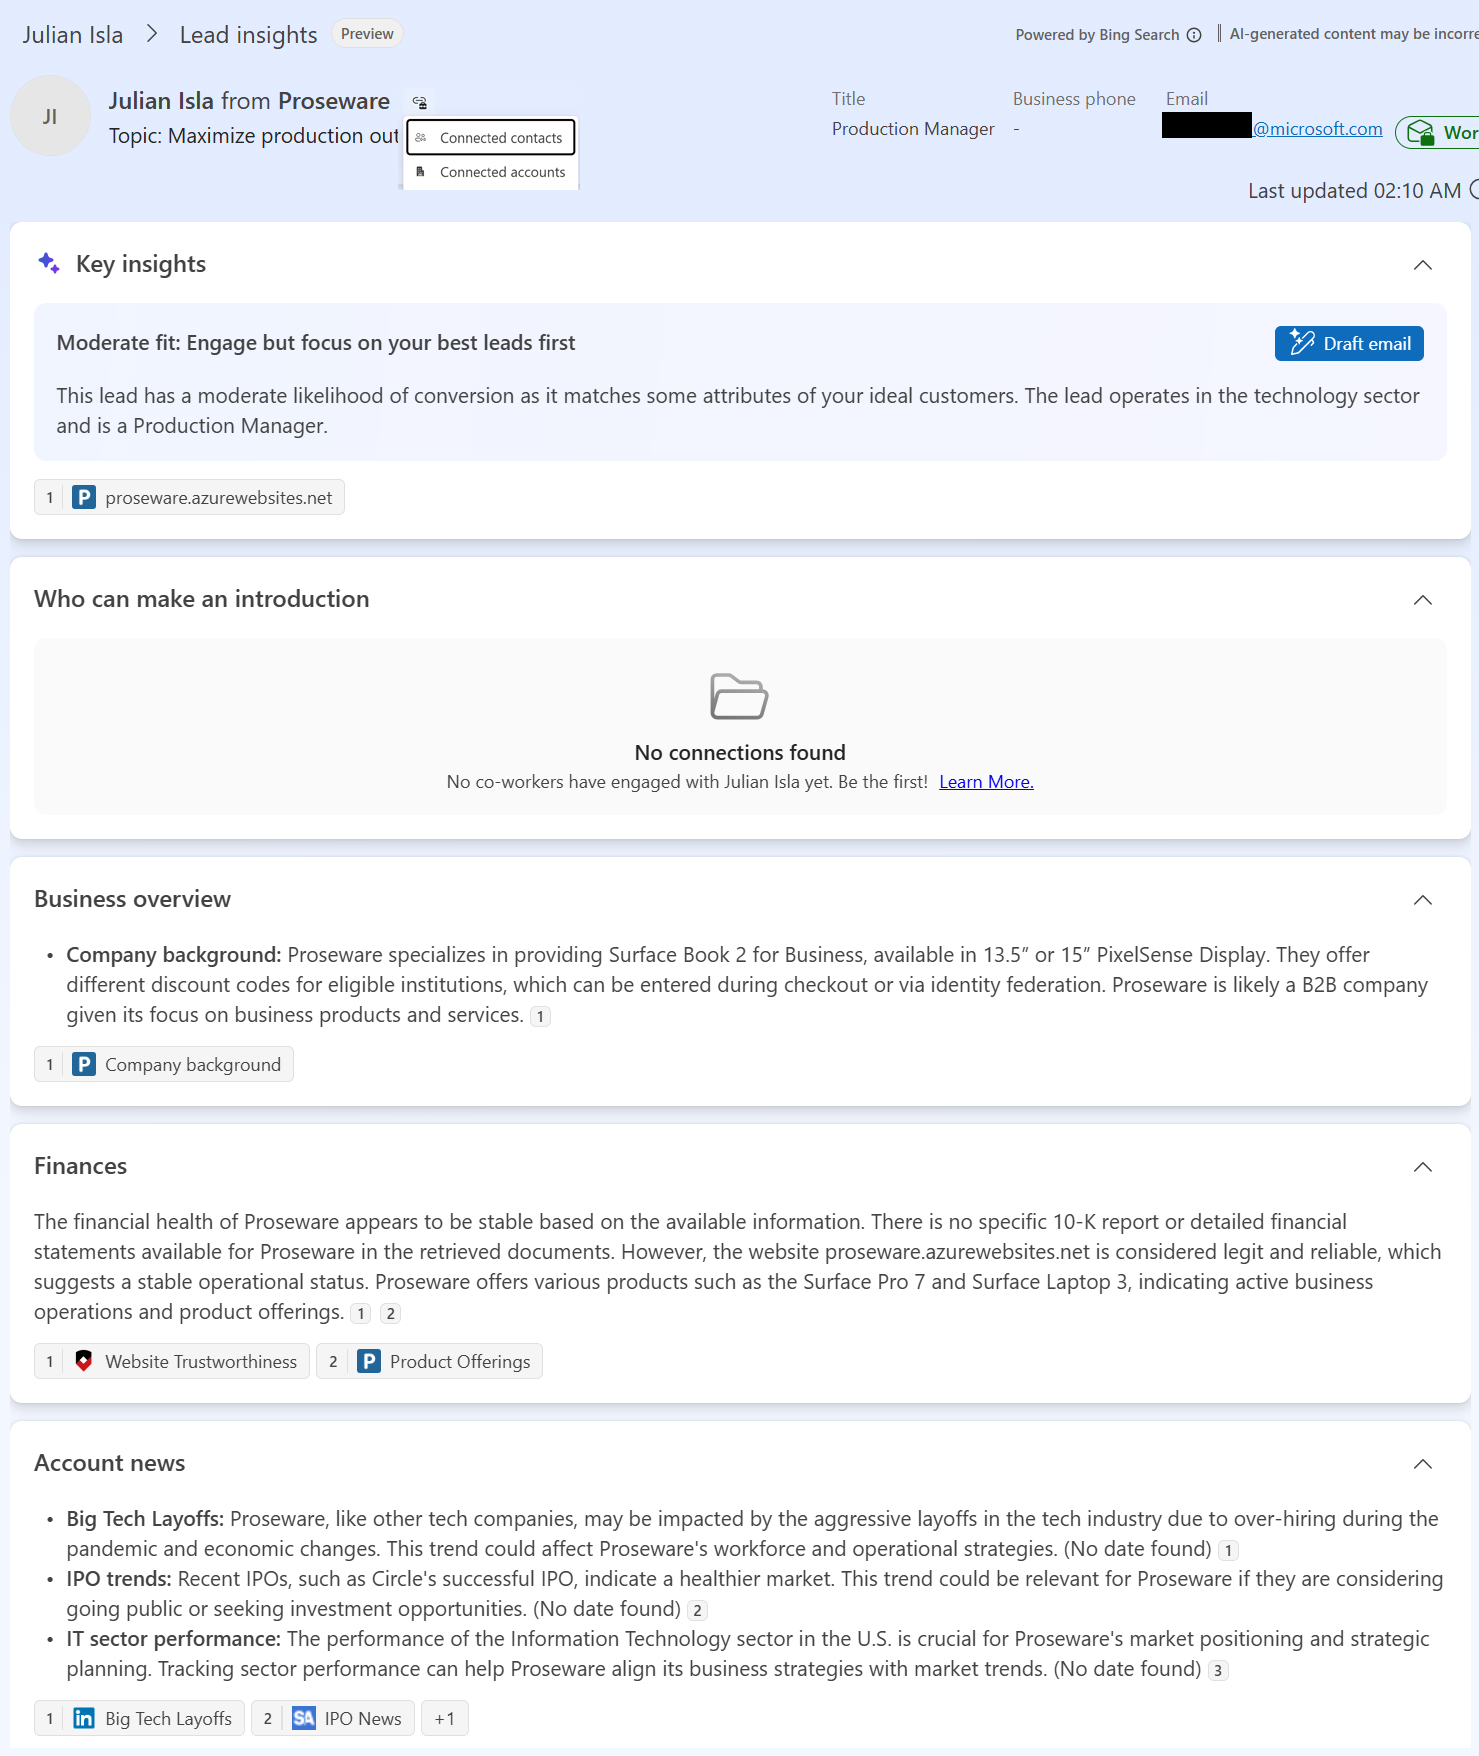 Julian Isla > Lead insights Preview
Powered by Bing Search | AI-generated content may be incorre
JI
Julian Isla from Proseware
Topic: Maximize production out
Connected contacts
Connected accounts
Title
Production Manager
Business phone
-
Email
@microsoft.com
Wor
Last updated 02:10 AM
Key insights
Moderate fit: Engage but focus on your best leads first
Draft email
This lead has a moderate likelihood of conversion as it matches some attributes of your ideal customers. The lead operates in the technology sector
and is a Production Manager.
1 P proseware.azurewebsites.net
Who can make an introduction
No connections found
No co-workers have engaged with Julian Isla yet. Be the first! Learn More.
Business overview
• Company background: Proseware specializes in providing Surface Book 2 for Business, available in 13.5” or 15” PixelSense Display. They offer
different discount codes for eligible institutions, which can be entered during checkout or via identity federation. Proseware is likely a B2B company
given its focus on business products and services. 1
1 P Company background
Finances
The financial health of Proseware appears to be stable based on the available information. There is no specific 10-K report or detailed financial
statements available for Proseware in the retrieved documents. However, the website proseware.azurewebsites.net is considered legit and reliable, which
suggests a stable operational status. Proseware offers various products such as the Surface Pro 7 and Surface Laptop 3, indicating active business
operations and product offerings. 1 2
1 Website Trustworthiness 2 P Product Offerings
Account news
• Big Tech Layoffs: Proseware, like other tech companies, may be impacted by the aggressive layoffs in the tech industry due to over-hiring during the
pandemic and economic changes. This trend could affect Proseware's workforce and operational strategies. (No date found) 1
• IPO trends: Recent IPOs, such as Circle's successful IPO, indicate a healthier market. This trend could be relevant for Proseware if they are considering
going public or seeking investment opportunities. (No date found) 2
• IT sector performance: The performance of the Information Technology sector in the U.S. is crucial for Proseware's market positioning and strategic
planning. Tracking sector performance can help Proseware align its business strategies with market trends. (No date found) 3
1 in Big Tech Layoffs 2 SA IPO News +1